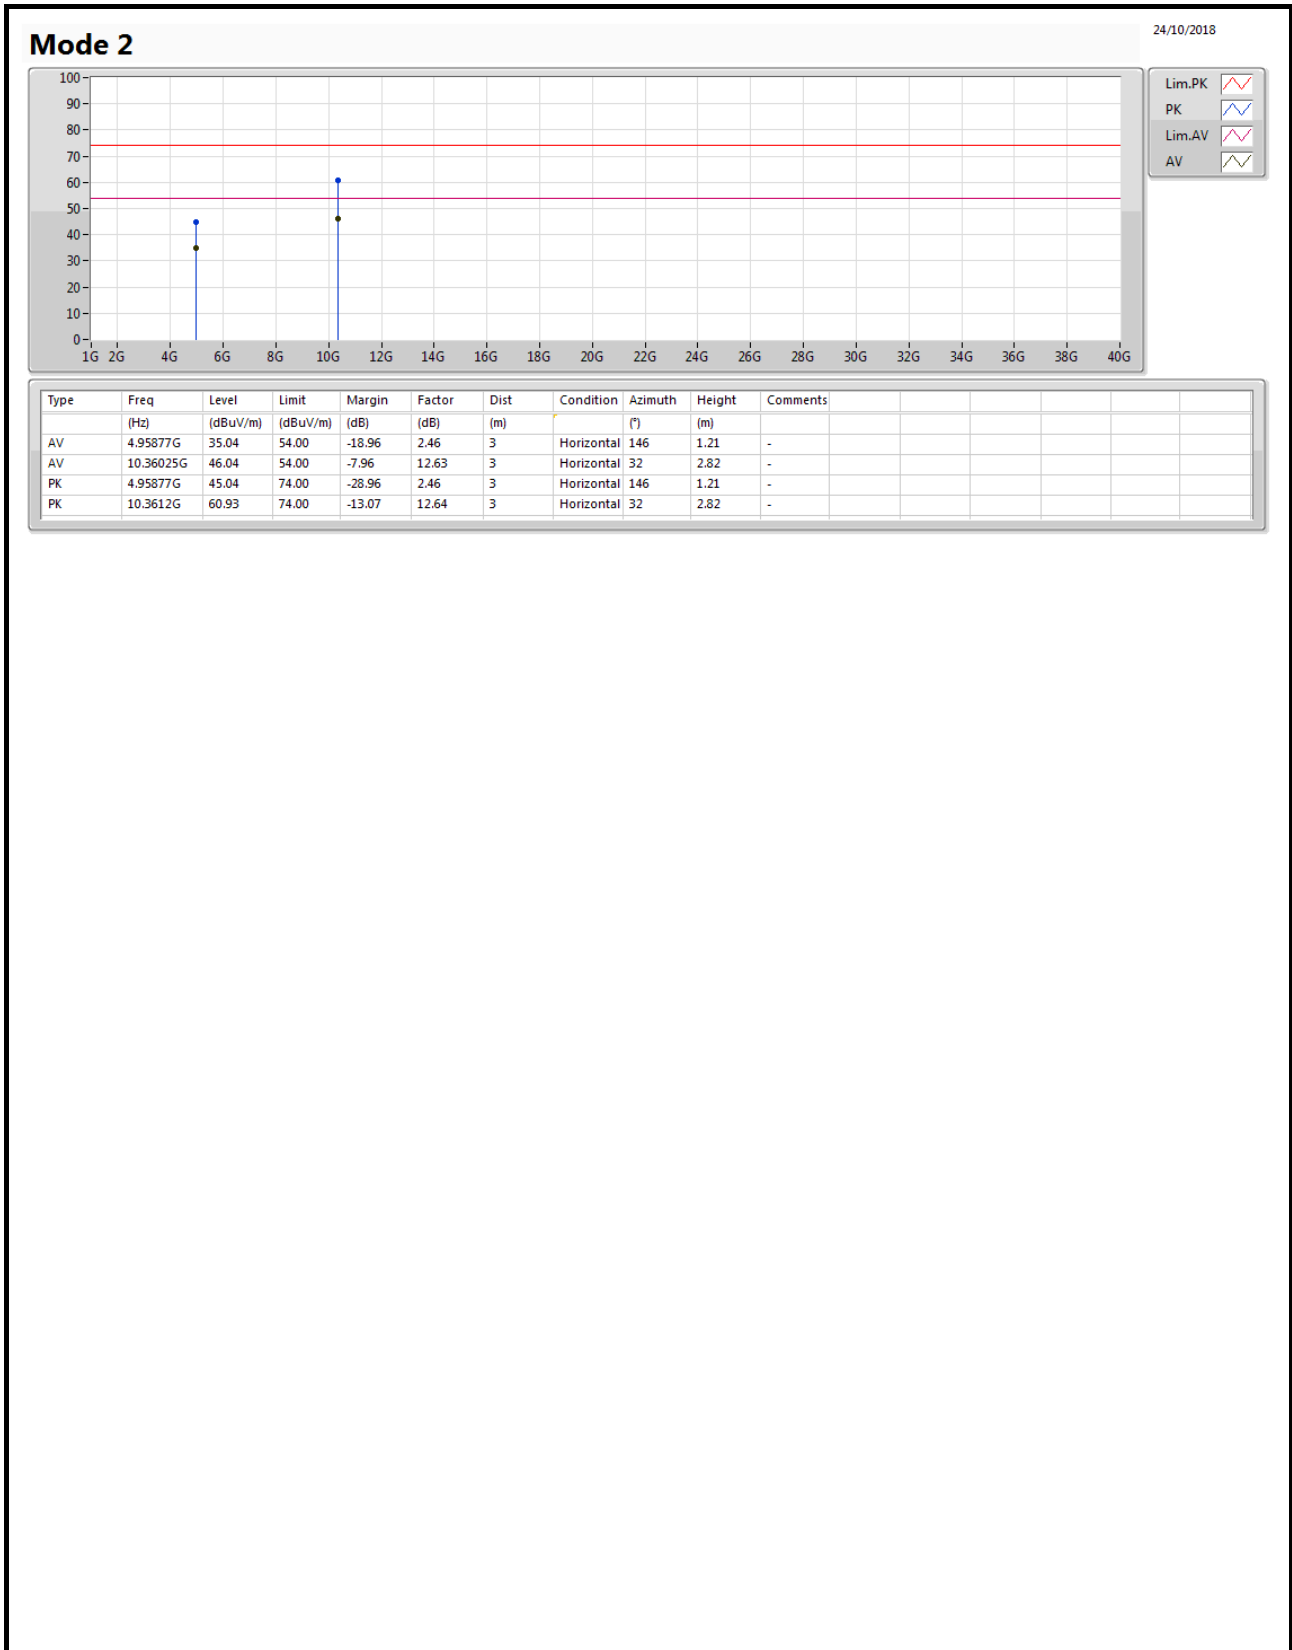 24/10/2018
Mode 2
100
90
80
70
60
50
40
30
20
10
0
1G 2G 4G 6G 8G 10G 12G 14G 16G 18G 20G 22G 24G 26G 28G 30G 32G 34G 36G 38G 40G
Lim.PK
PK
Lim.AV
AV
Type Freq Level Limit Margin Factor Dist Condition Azimuth Height Comments
(Hz) (dBuV/m) (dBuV/m) (dB) (dB) (m) (°) (m)
AV 4.95877G 35.04 54.00 -18.96 2.46 3 Horizontal 146 1.21 -
AV 10.36025G 46.04 54.00 -7.96 12.63 3 Horizontal 32 2.82 -
PK 4.95877G 45.04 74.00 -28.96 2.46 3 Horizontal 146 1.21 -
PK 10.3612G 60.93 74.00 -13.07 12.64 3 Horizontal 32 2.82 -